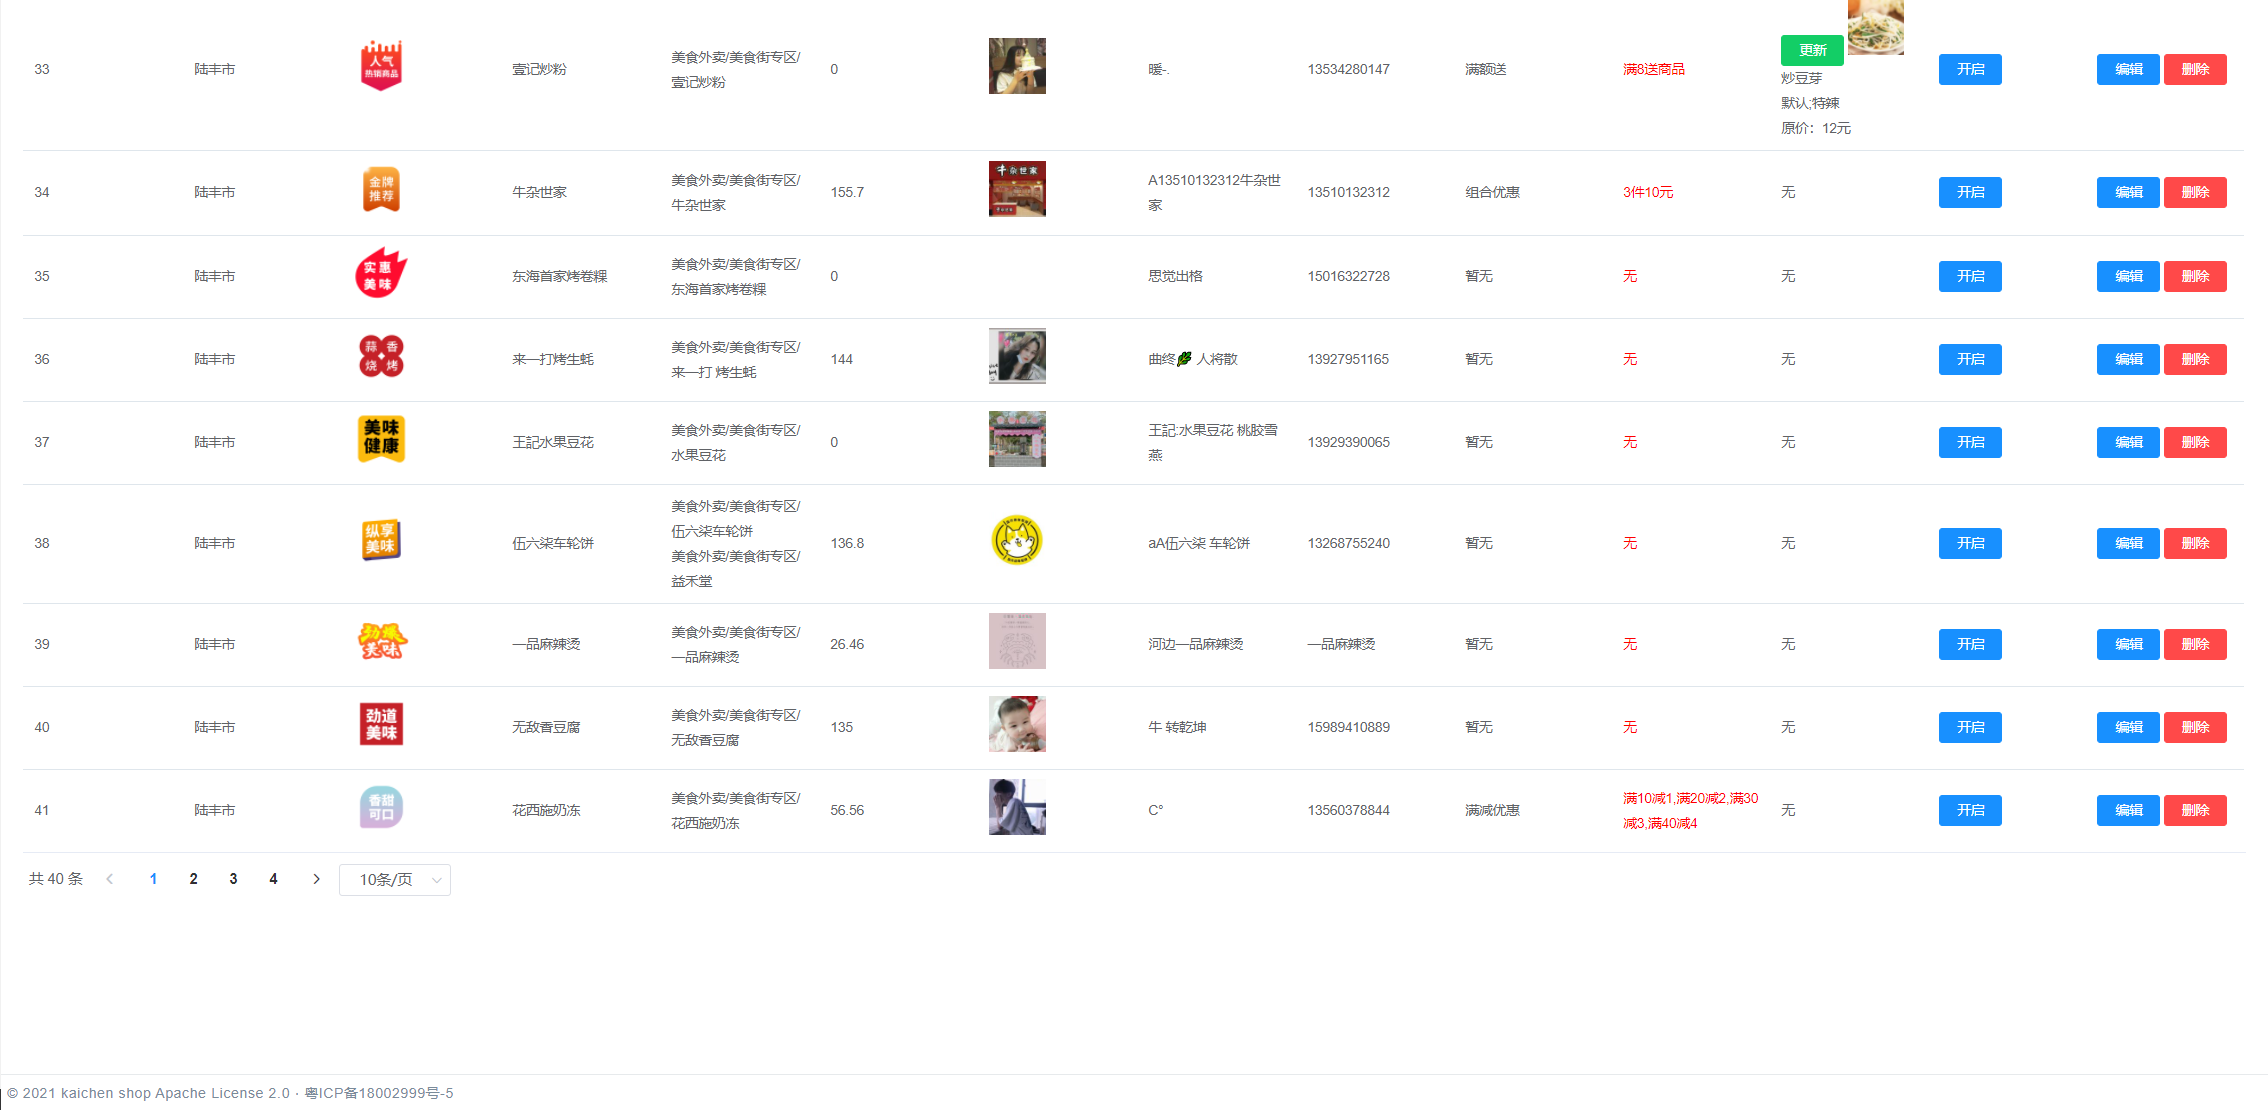 33 陆丰市 人气 热销商品 壹记炒粉 美食外卖/美食街专区/ 0 暖-. 13534280147 满额送 满8送商品 更新 开启 编辑 删除
壹记炒粉 炒豆芽
默认;特辣
原价：12元
34 陆丰市 金牌 推荐 牛杂世家 美食外卖/美食街专区/ 155.7 牛杂世家 A13510132312牛杂世 13510132312 组合优惠 3件10元 无 开启 编辑 删除
牛杂世家 家
35 陆丰市 实惠 美味 东海首家烤卷粿 美食外卖/美食街专区/ 0 思觉出格 15016322728 暂无 无 无 开启 编辑 删除
东海首家烤卷粿
36 陆丰市 蒜香 烧烤 来一打烤生蚝 美食外卖/美食街专区/ 144 曲终🌿 人将散 13927951165 暂无 无 无 开启 编辑 删除
来一打 烤生蚝
37 陆丰市 美味 健康 王記水果豆花 美食外卖/美食街专区/ 0 王記:水果豆花 桃胶雪 13929390065 暂无 无 无 开启 编辑 删除
水果豆花 燕
38 陆丰市 纵享 美味 伍六柒车轮饼 美食外卖/美食街专区/ 136.8 aA伍六柒 车轮饼 13268755240 暂无 无 无 开启 编辑 删除
伍六柒车轮饼
美食外卖/美食街专区/
益禾堂
39 陆丰市 劲爆 美味 一品麻辣烫 美食外卖/美食街专区/ 26.46 河边一品麻辣烫 一品麻辣烫 暂无 无 无 开启 编辑 删除
一品麻辣烫
40 陆丰市 劲道 美味 无敌香豆腐 美食外卖/美食街专区/ 135 牛 转乾坤 15989410889 暂无 无 无 开启 编辑 删除
无敌香豆腐
41 陆丰市 香甜 可口 花西施奶冻 美食外卖/美食街专区/ 56.56 C° 13560378844 满减优惠 满10减1,满20减2,满30 无 开启 编辑 删除
花西施奶冻 减3,满40减4
共 40 条 1 2 3 4 10条/页
© 2021 kaichen shop Apache License 2.0 · 粤ICP备18002999号-5